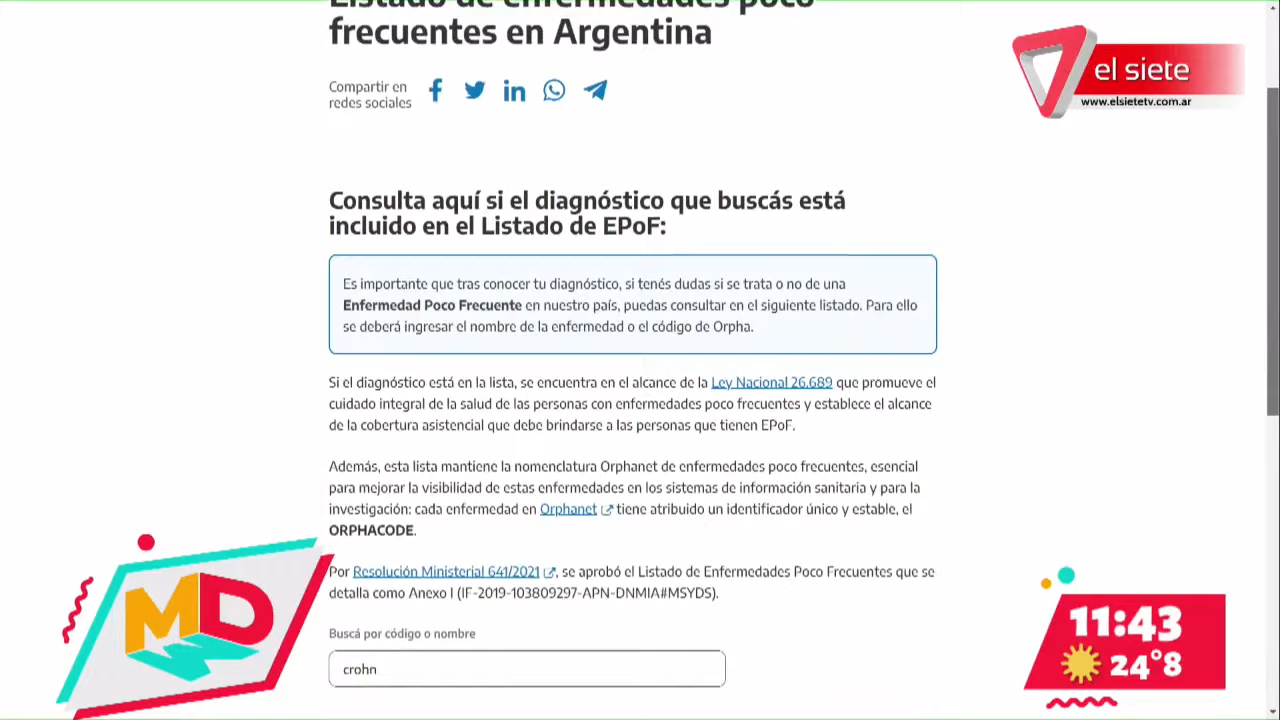 Listado de enfermedades poco
frecuentes en Argentina
Compartir en
redes sociales
el siete
www.elsietetv.com.ar
Consulta aquí si el diagnóstico que buscás está
incluido en el Listado de EPoF:
Es importante que tras conocer tu diagnóstico, si tenés dudas si se trata o no de una
Enfermedad Poco Frecuente en nuestro país, puedas consultar en el siguiente listado. Para ello
se deberá ingresar el nombre de la enfermedad o el código de Orpha.
Si el diagnóstico está en la lista, se encuentra en el alcance de la Ley Nacional 26.689 que promueve el
cuidado integral de la salud de las personas con enfermedades poco frecuentes y establece el alcance
de la cobertura asistencial que debe brindarse a las personas que tienen EPoF.
Además, esta lista mantiene la nomenclatura Orphanet de enfermedades poco frecuentes, esencial
para mejorar la visibilidad de estas enfermedades en los sistemas de información sanitaria y para la
investigación: cada enfermedad en Orphanet tiene atribuido un identificador único y estable, el
ORPHACODE.
Por Resolución Ministerial 641/2021, se aprobó el Listado de Enfermedades Poco Frecuentes que se
detalla como Anexo I (IF-2019-103809297-APN-DNMIA#MSYDS).
Buscá por código o nombre
crohn
MD
11:43
24°8